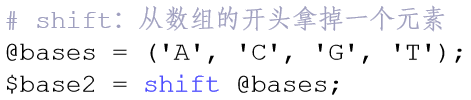 # shift: 从数组的开头拿掉一个元素
@bases = ('A', 'C', 'G', 'T');
$base2 = shift @bases;